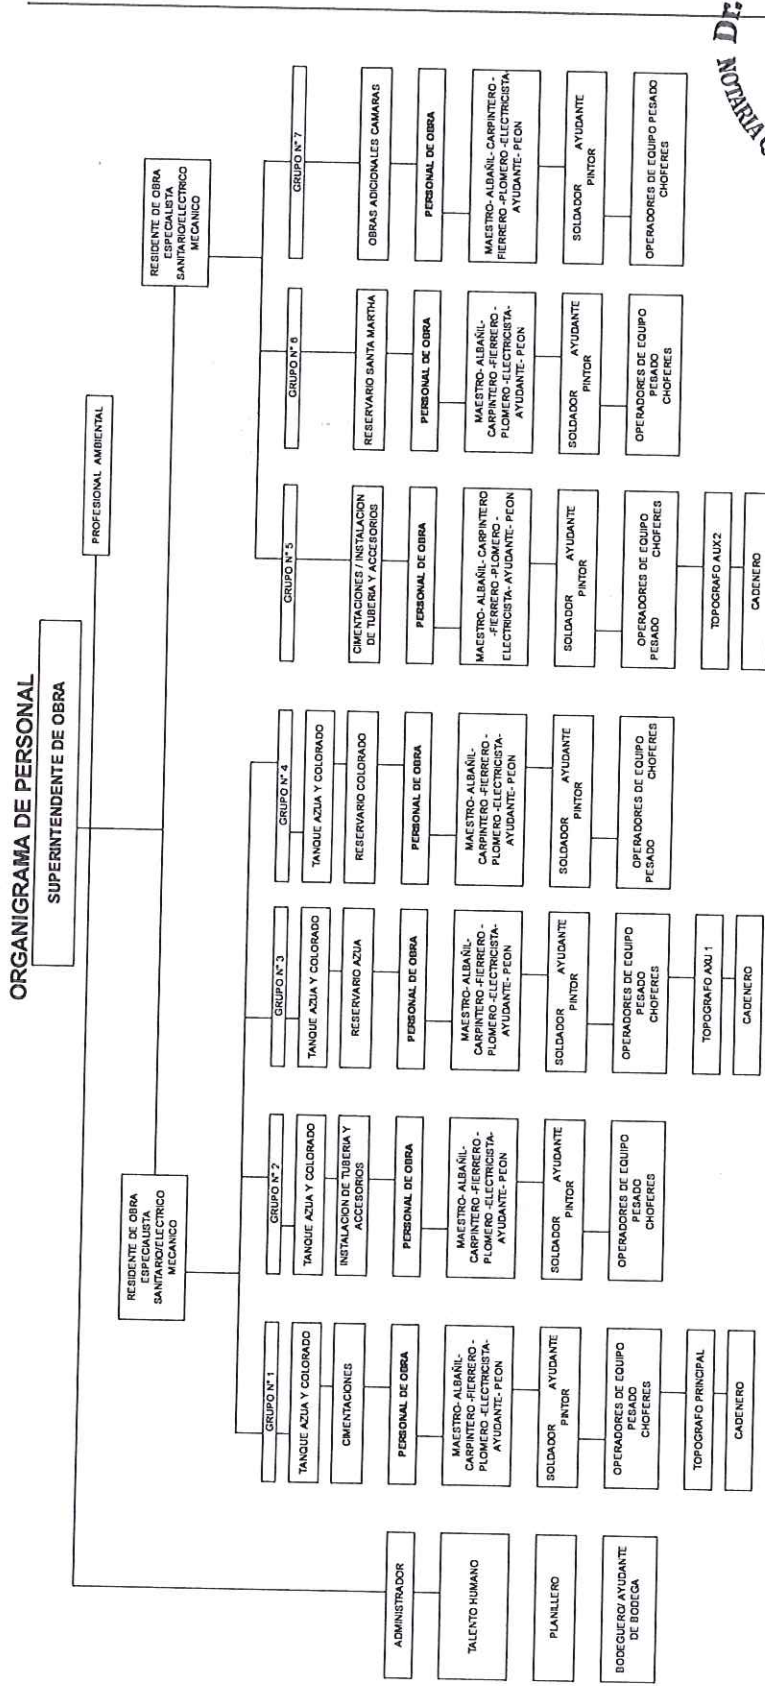 ORGANIGRAMA DE PERSONAL
SUPERINTENDENTE DE OBRA
PROFESIONAL AMBIENTAL
RESIDENTE DE OBRA
ESPECIALISTA
SANITARIO/ELECTRICO
MECANICO
RESIDENTE DE OBRA
ESPECIALISTA
SANITARIO/ELECTRICO
MECANICO
ADMINISTRADOR
TALENTO HUMANO
PLANILLERO
BODEGUERO/ AYUDANTE
DE BODEGA
GRUPO N° 1
TANQUE AZUA Y COLORADO
CIMENTACIONES
PERSONAL DE OBRA
MAESTRO- ALBAÑIL-
CARPINTERO -FIERRERO -
PLOMERO -ELECTRICISTA-
AYUDANTE- PEON
SOLDADOR AYUDANTE
PINTOR
OPERADORES DE EQUIPO
PESADO
CHOFERES
TOPOGRAFO PRINCIPAL
CADENERO
GRUPO N° 2
TANQUE AZUA Y COLORADO
INSTALACION DE TUBERIA Y
ACCESORIOS
PERSONAL DE OBRA
MAESTRO- ALBAÑIL-
CARPINTERO -FIERRERO -
PLOMERO -ELECTRICISTA-
AYUDANTE- PEON
SOLDADOR AYUDANTE
PINTOR
OPERADORES DE EQUIPO
PESADO
CHOFERES
GRUPO N° 3
TANQUE AZUA Y COLORADO
RESERVARIO AZUA
PERSONAL DE OBRA
MAESTRO- ALBAÑIL-
CARPINTERO -FIERRERO -
PLOMERO -ELECTRICISTA-
AYUDANTE- PEON
SOLDADOR AYUDANTE
PINTOR
OPERADORES DE EQUIPO
PESADO
CHOFERES
TOPOGRAFO AXU 1
CADENERO
GRUPO N° 4
TANQUE AZUA Y COLORADO
RESERVARIO COLORADO
PERSONAL DE OBRA
MAESTRO- ALBAÑIL-
CARPINTERO -FIERRERO -
PLOMERO -ELECTRICISTA-
AYUDANTE- PEON
SOLDADOR AYUDANTE
PINTOR
OPERADORES DE EQUIPO
PESADO CHOFERES
GRUPO N° 5
CIMENTACIONES / INSTALACION
DE TUBERIA Y ACCESORIOS
PERSONAL DE OBRA
MAESTRO- ALBAÑIL- CARPINTERO
-FIERRERO -PLOMERO -
ELECTRICISTA- AYUDANTE- PEON
SOLDADOR AYUDANTE
PINTOR
OPERADORES DE EQUIPO
PESADO CHOFERES
TOPOGRAFO AUX2
CADENERO
GRUPO N° 6
RESERVARIO SANTA MARTHA
PERSONAL DE OBRA
MAESTRO- ALBAÑIL-
CARPINTERO -FIERRERO -
PLOMERO -ELECTRICISTA-
AYUDANTE- PEON
SOLDADOR AYUDANTE
PINTOR
OPERADORES DE EQUIPO
PESADO
CHOFERES
GRUPO N° 7
OBRAS ADICIONALES CAMARAS
PERSONAL DE OBRA
MAESTRO- ALBAÑIL- CARPINTERO -
FIERRERO -PLOMERO -ELECTRICISTA-
AYUDANTE- PEON
SOLDADOR AYUDANTE
PINTOR
OPERADORES DE EQUIPO PESADO
CHOFERES